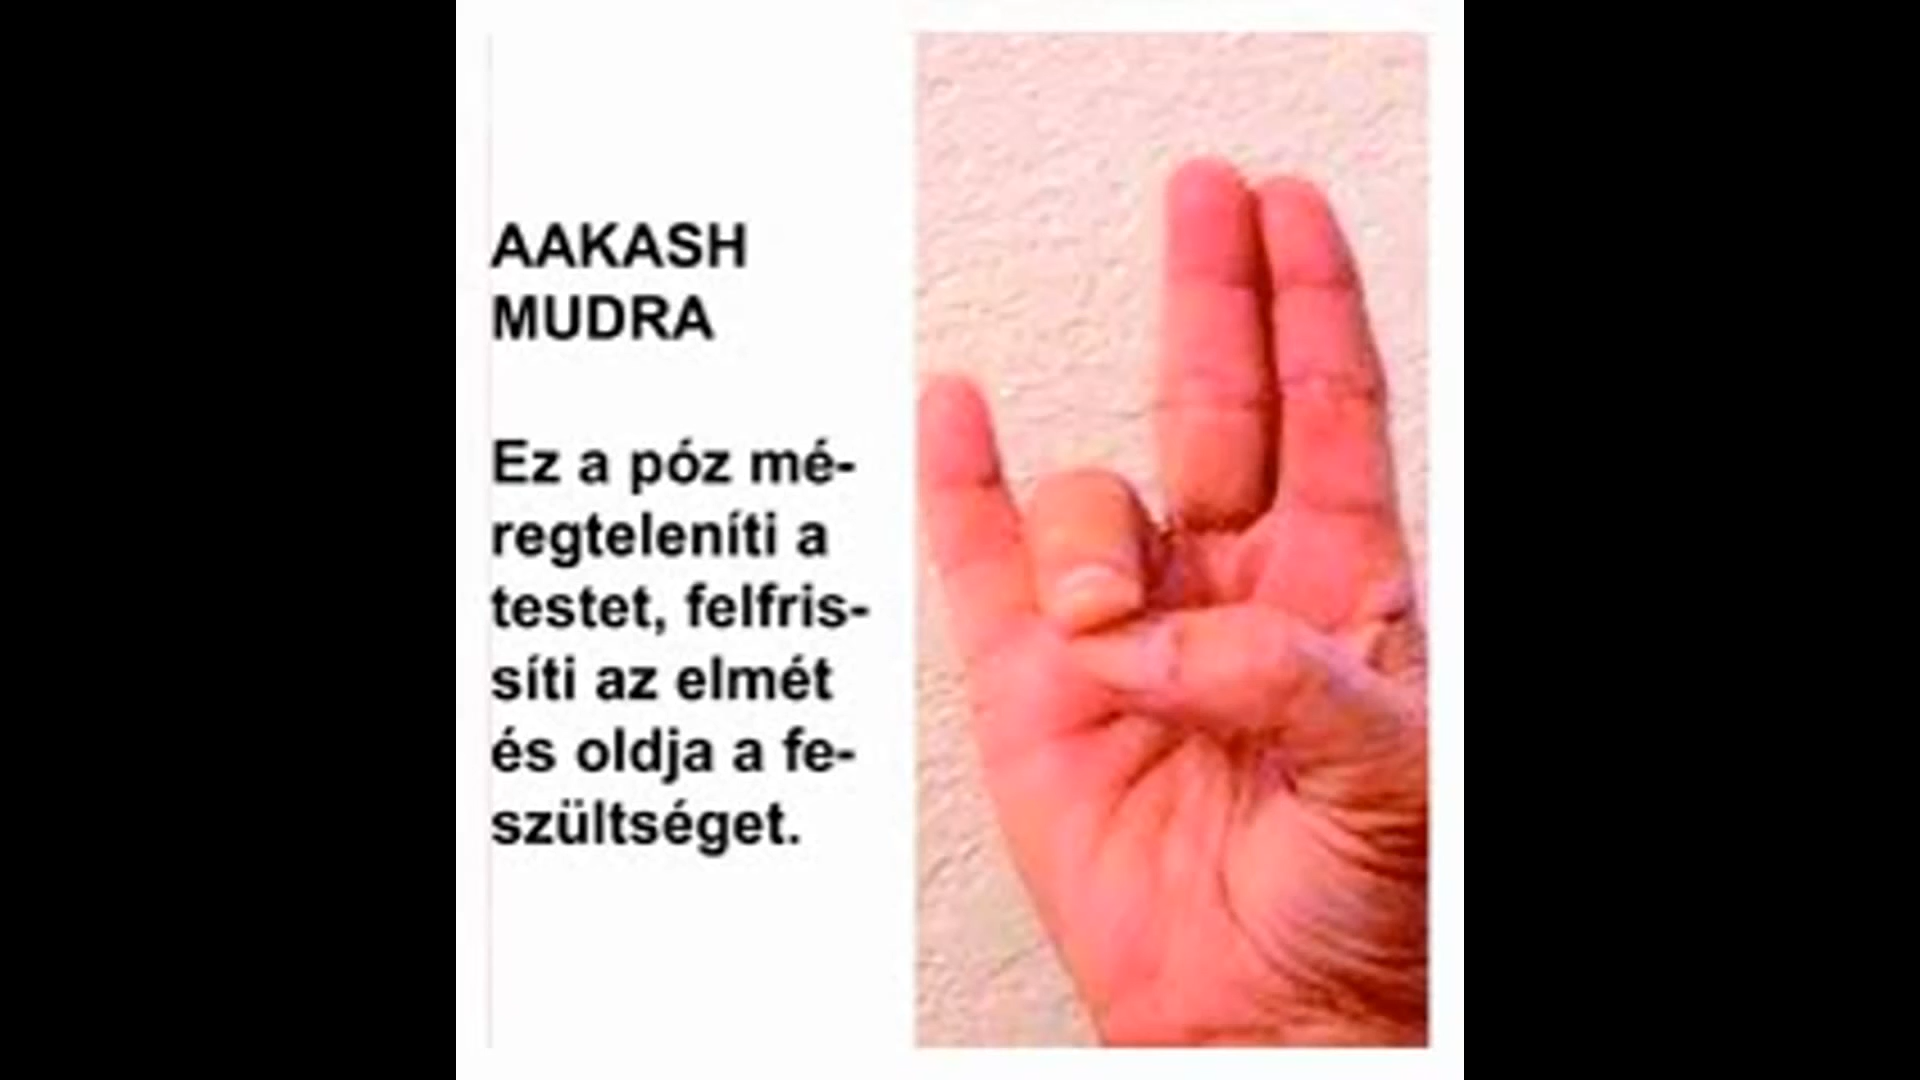 AAKASH
MUDRA
Ez a póz mé-
regteleníti a
testet, felfris-
síti az elmét
és oldja a fe-
szültséget.